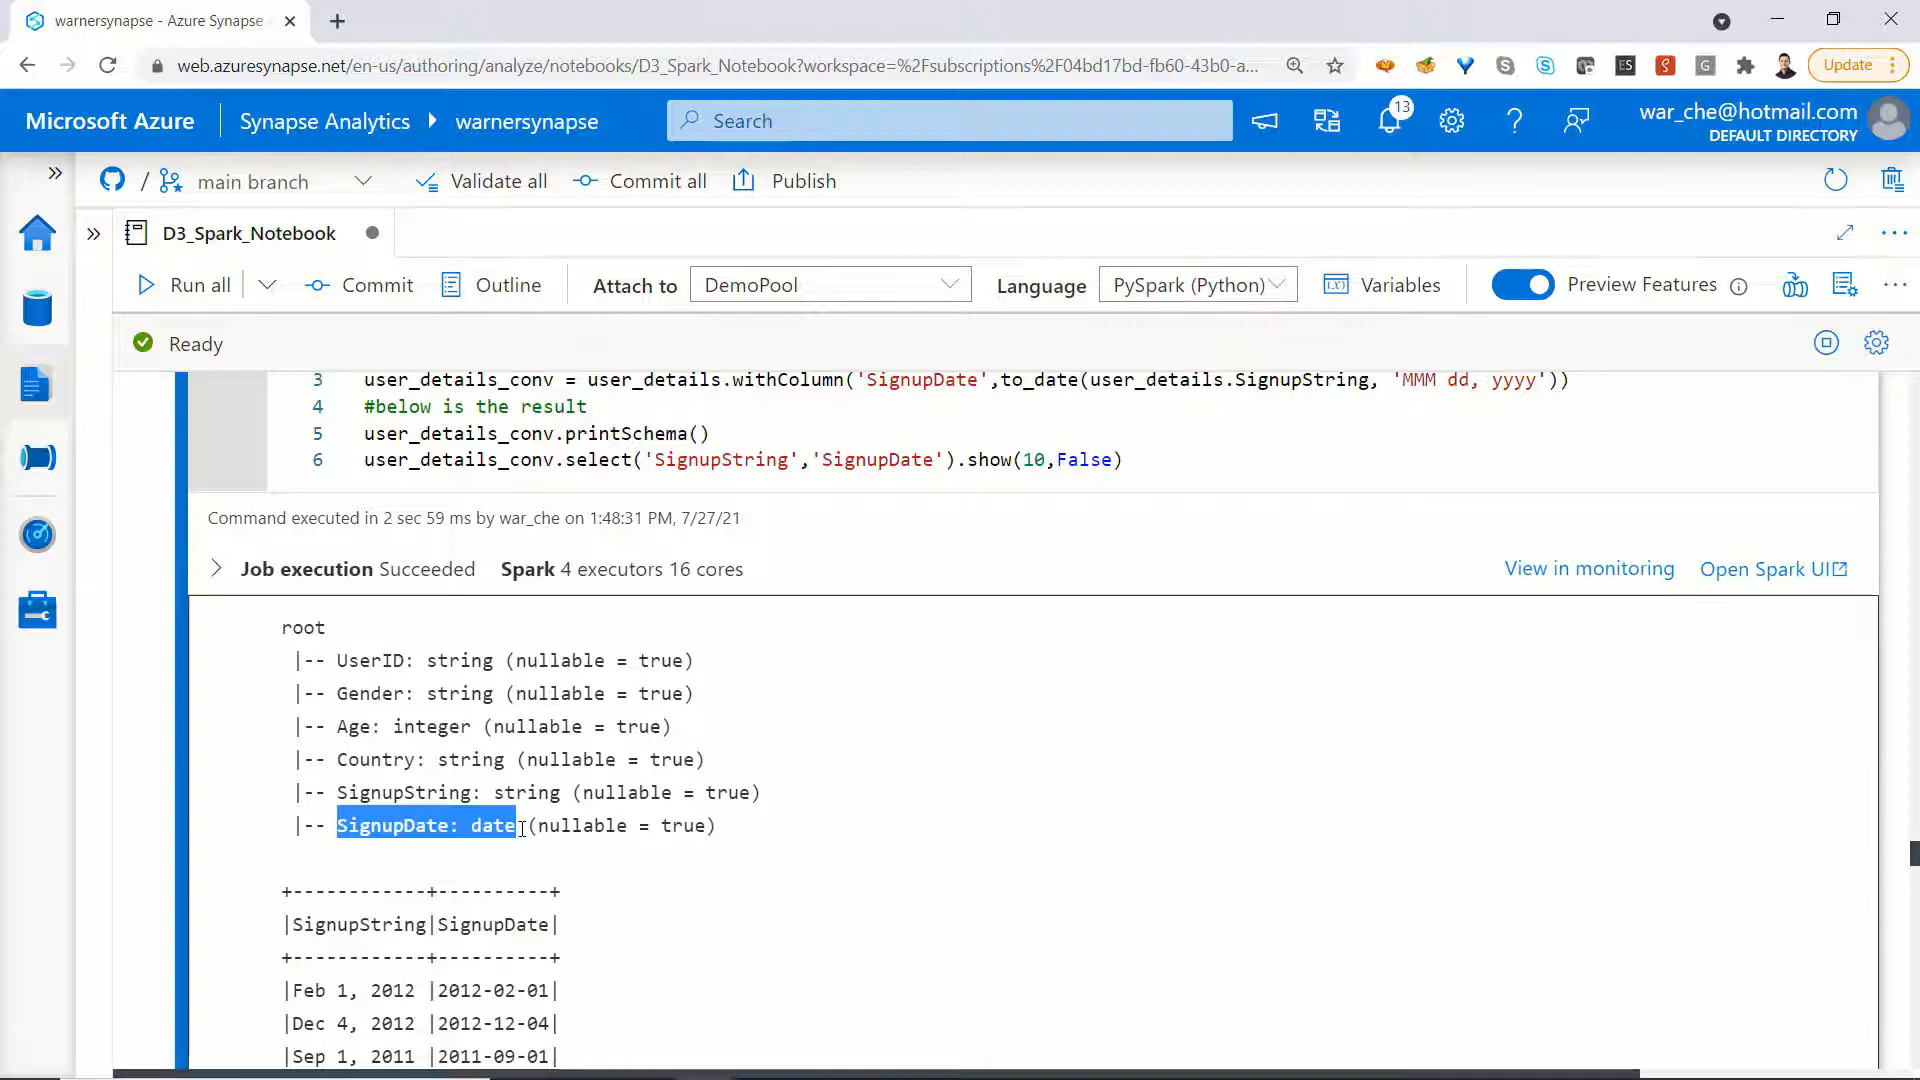 warnersynapse - Azure Synapse
web.azuresynapse.net/en-us/authoring/analyze/notebooks/D3_Spark_Notebook?workspace=%2Fsubscriptions%2F04bd17bd-fb60-43b0-a...
ES
G
Update
Microsoft Azure
Synapse Analytics
warnersynapse
Search
13
war_che@hotmail.com
DEFAULT DIRECTORY
/ main branch
Validate all
Commit all
Publish
D3_Spark_Notebook
Run all
Commit
Outline
Attach to
DemoPool
Language
PySpark (Python)
Variables
Preview Features
Ready
3 user_details_conv = user_details.withColumn('SignupDate',to_date(user_details.SignupString, 'MMM dd, yyyy'))
4 #below is the result
5 user_details_conv.printSchema()
6 user_details_conv.select('SignupString','SignupDate').show(10,False)
Command executed in 2 sec 59 ms by war_che on 1:48:31 PM, 7/27/21
Job execution Succeeded Spark 4 executors 16 cores
View in monitoring
Open Spark UI
root
|-- UserID: string (nullable = true)
|-- Gender: string (nullable = true)
|-- Age: integer (nullable = true)
|-- Country: string (nullable = true)
|-- SignupString: string (nullable = true)
|-- SignupDate: date (nullable = true)
+------------+----------+
|SignupString|SignupDate|
+------------+----------+
|Feb 1, 2012 |2012-02-01|
|Dec 4, 2012 |2012-12-04|
|Sep 1, 2011 |2011-09-01|